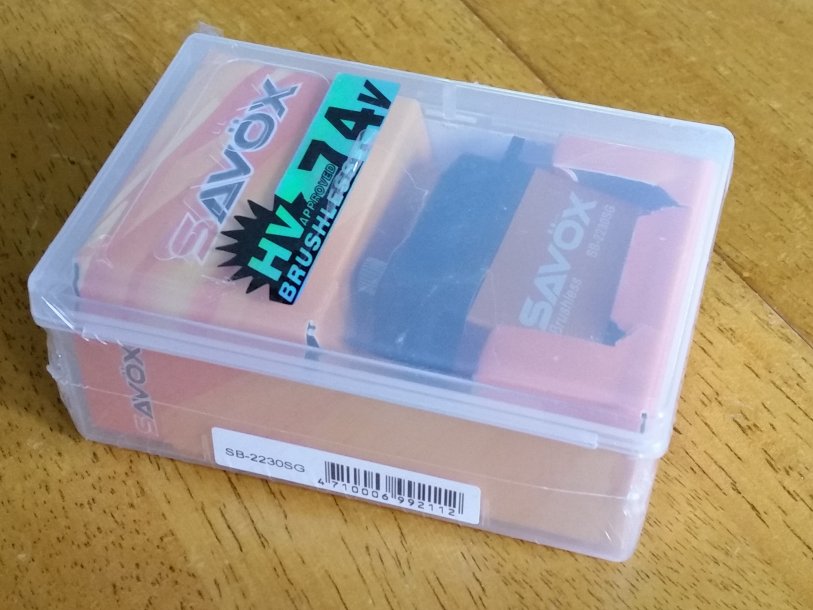 SAVÖX
HV 7.4V
APPROVED
BRUSHLESS
SAVÖX
SB-2230SG
Brushless
SAVÖX
SB-2230SG
4 710006 992112